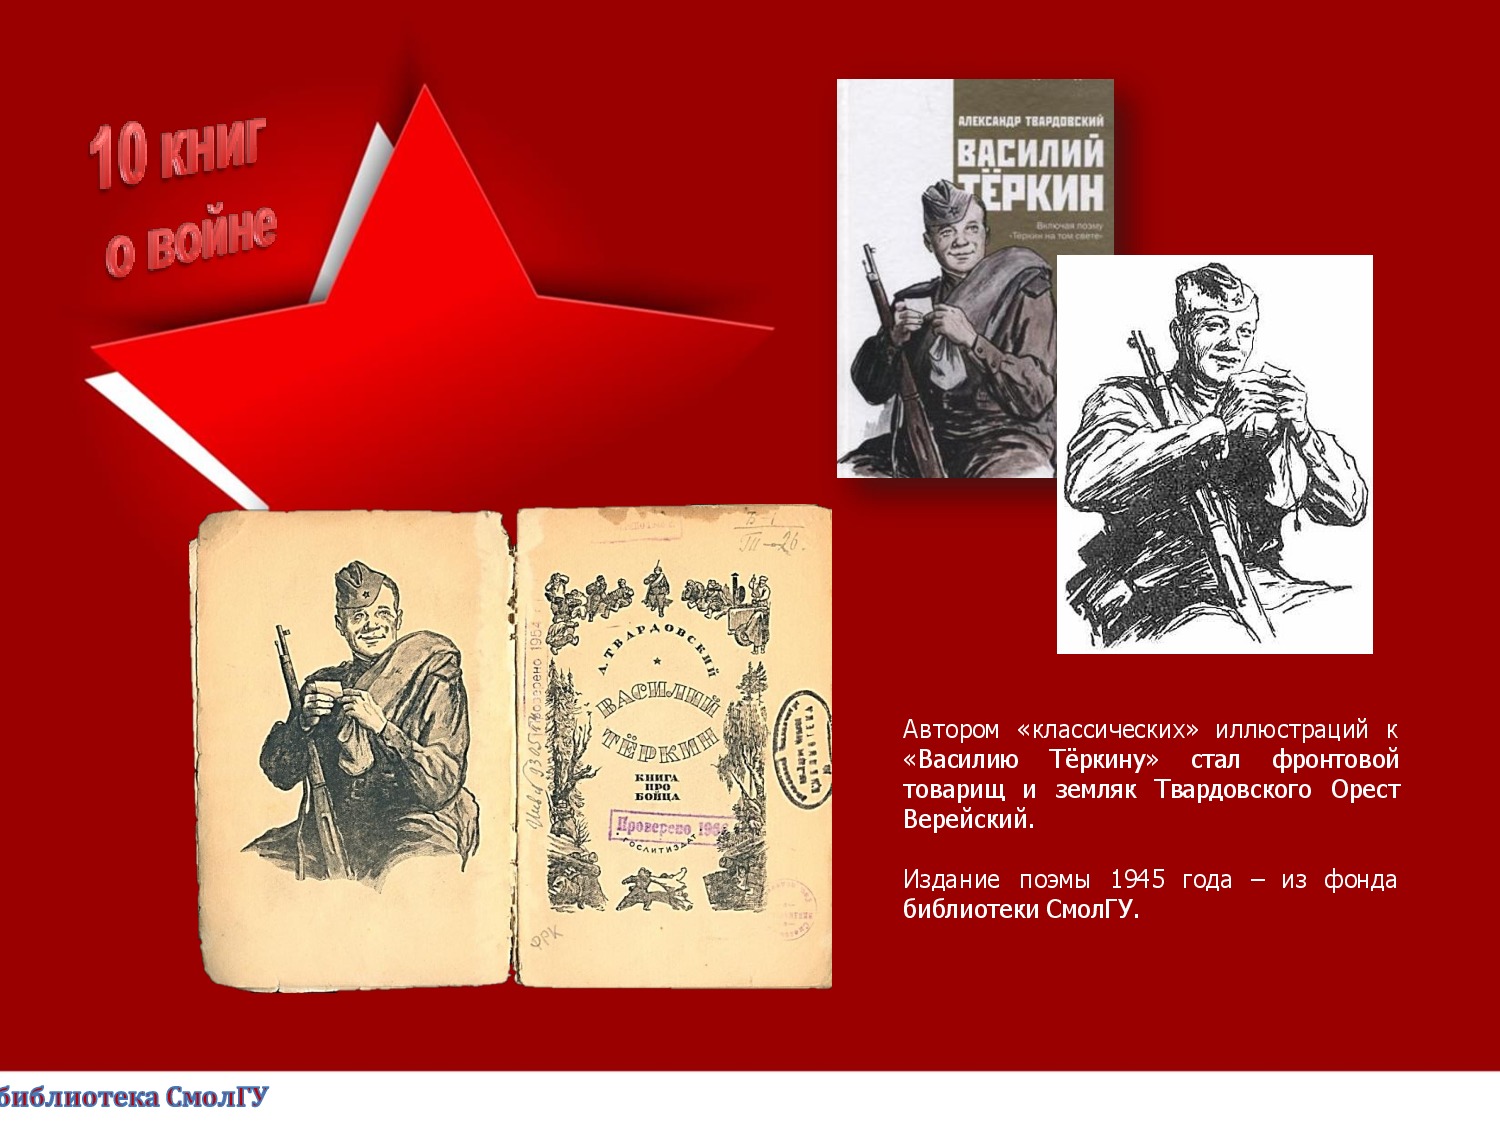 10 книг
о войне
АЛЕКСАНДР ТВАРДОВСКИЙ
ВАСИЛИЙ
ТЁРКИН
Включая поэму
«Тёркин на том свете»
А. ТВАРДОВСКИЙ
ВАСИЛИЙ
ТЁРКИН
КНИГА
ПРО
БОЙЦА
Проверено
ГОСЛИТИЗДАТ
Автором «классических» иллюстраций к
«Василию Тёркину» стал фронтовой
товарищ и земляк Твардовского Орест
Верейский.
Издание поэмы 1945 года – из фонда
библиотеки СмолГУ.
библиотека СмолГУ